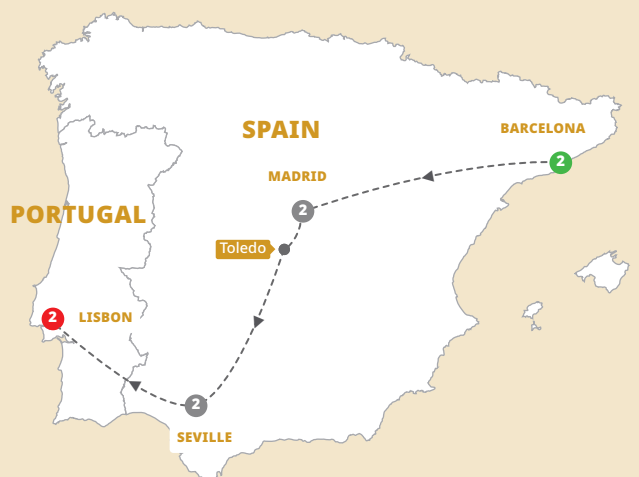 SPAIN
BARCELONA
2
MADRID
2
PORTUGAL
Toledo
2
LISBON
2
SEVILLE